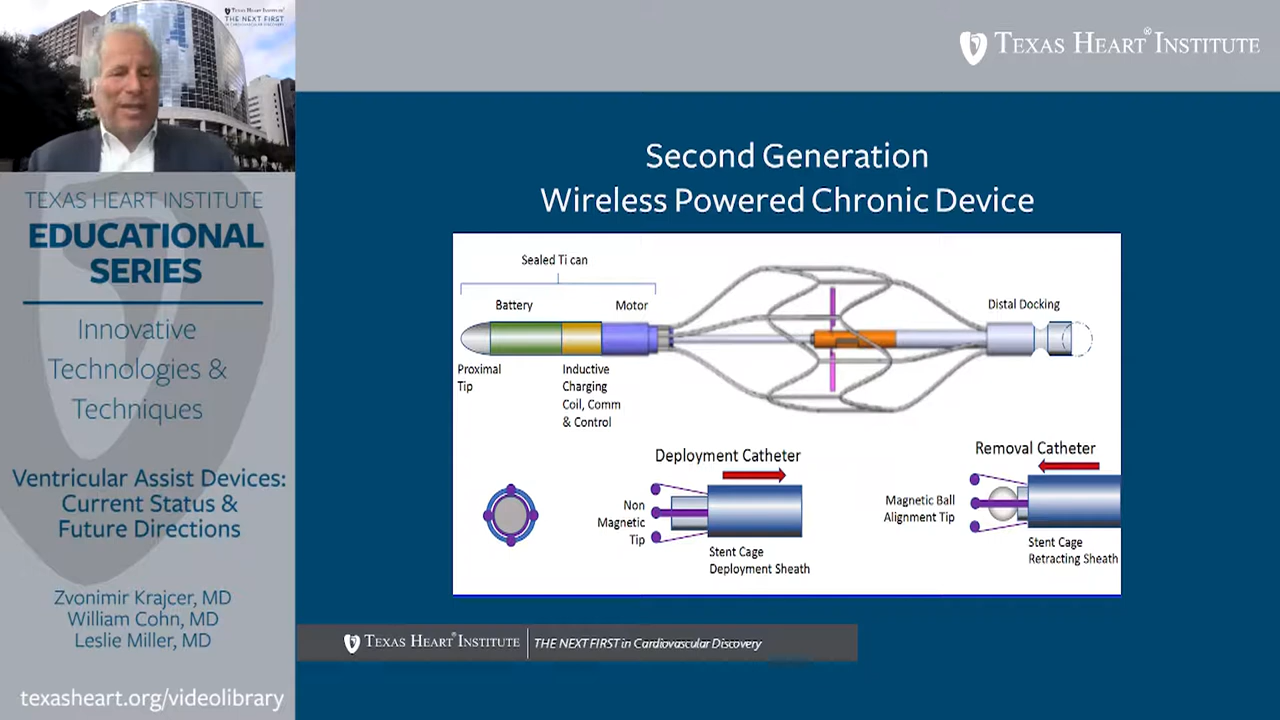 TEXAS HEART INSTITUTE®
THE NEXT FIRST
IN CARDIOVASCULAR DISCOVERY
TEXAS HEART® INSTITUTE
TEXAS HEART INSTITUTE
EDUCATIONAL
SERIES
Innovative
Technologies &
Techniques
Ventricular Assist Devices:
Current Status &
Future Directions
Zvonimir Krajcer, MD
William Cohn, MD
Leslie Miller, MD
texasheart.org/videolibrary
Second Generation
Wireless Powered Chronic Device
Sealed Ti can
Battery
Motor
Distal Docking
Proximal
Tip
Inductive
Charging
Coil, Comm
& Control
Deployment Catheter
Non
Magnetic
Tip
Stent Cage
Deployment Sheath
Removal Catheter
Magnetic Ball
Alignment Tip
Stent Cage
Retracting Sheath
TEXAS HEART® INSTITUTE
THE NEXT FIRST in Cardiovascular Discovery